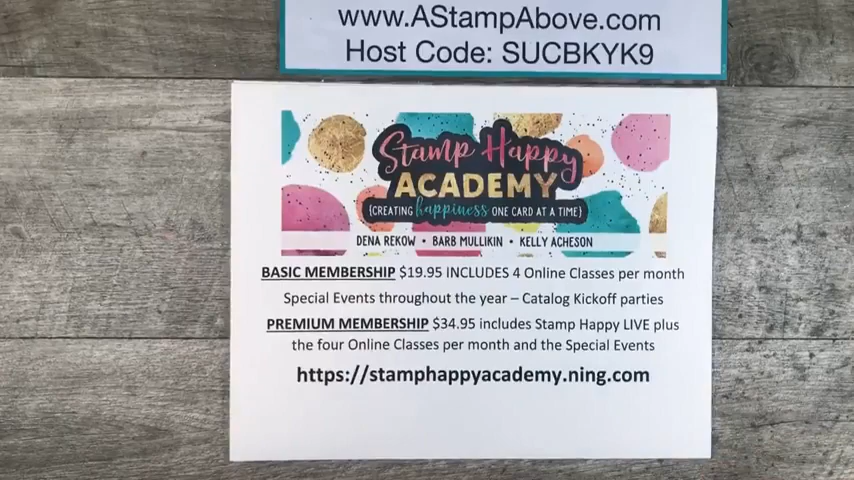 www.AStampAbove.com
Host Code: SUCBKYK9
Stamp Happy
ACADEMY
{CREATING happiness ONE CARD AT A TIME}
DENA REKOW • BARB MULLIKIN • KELLY ACHESON
BASIC MEMBERSHIP $19.95 INCLUDES 4 Online Classes per month
Special Events throughout the year – Catalog Kickoff parties
PREMIUM MEMBERSHIP $34.95 includes Stamp Happy LIVE plus
the four Online Classes per month and the Special Events
https://stamphappyacademy.ning.com